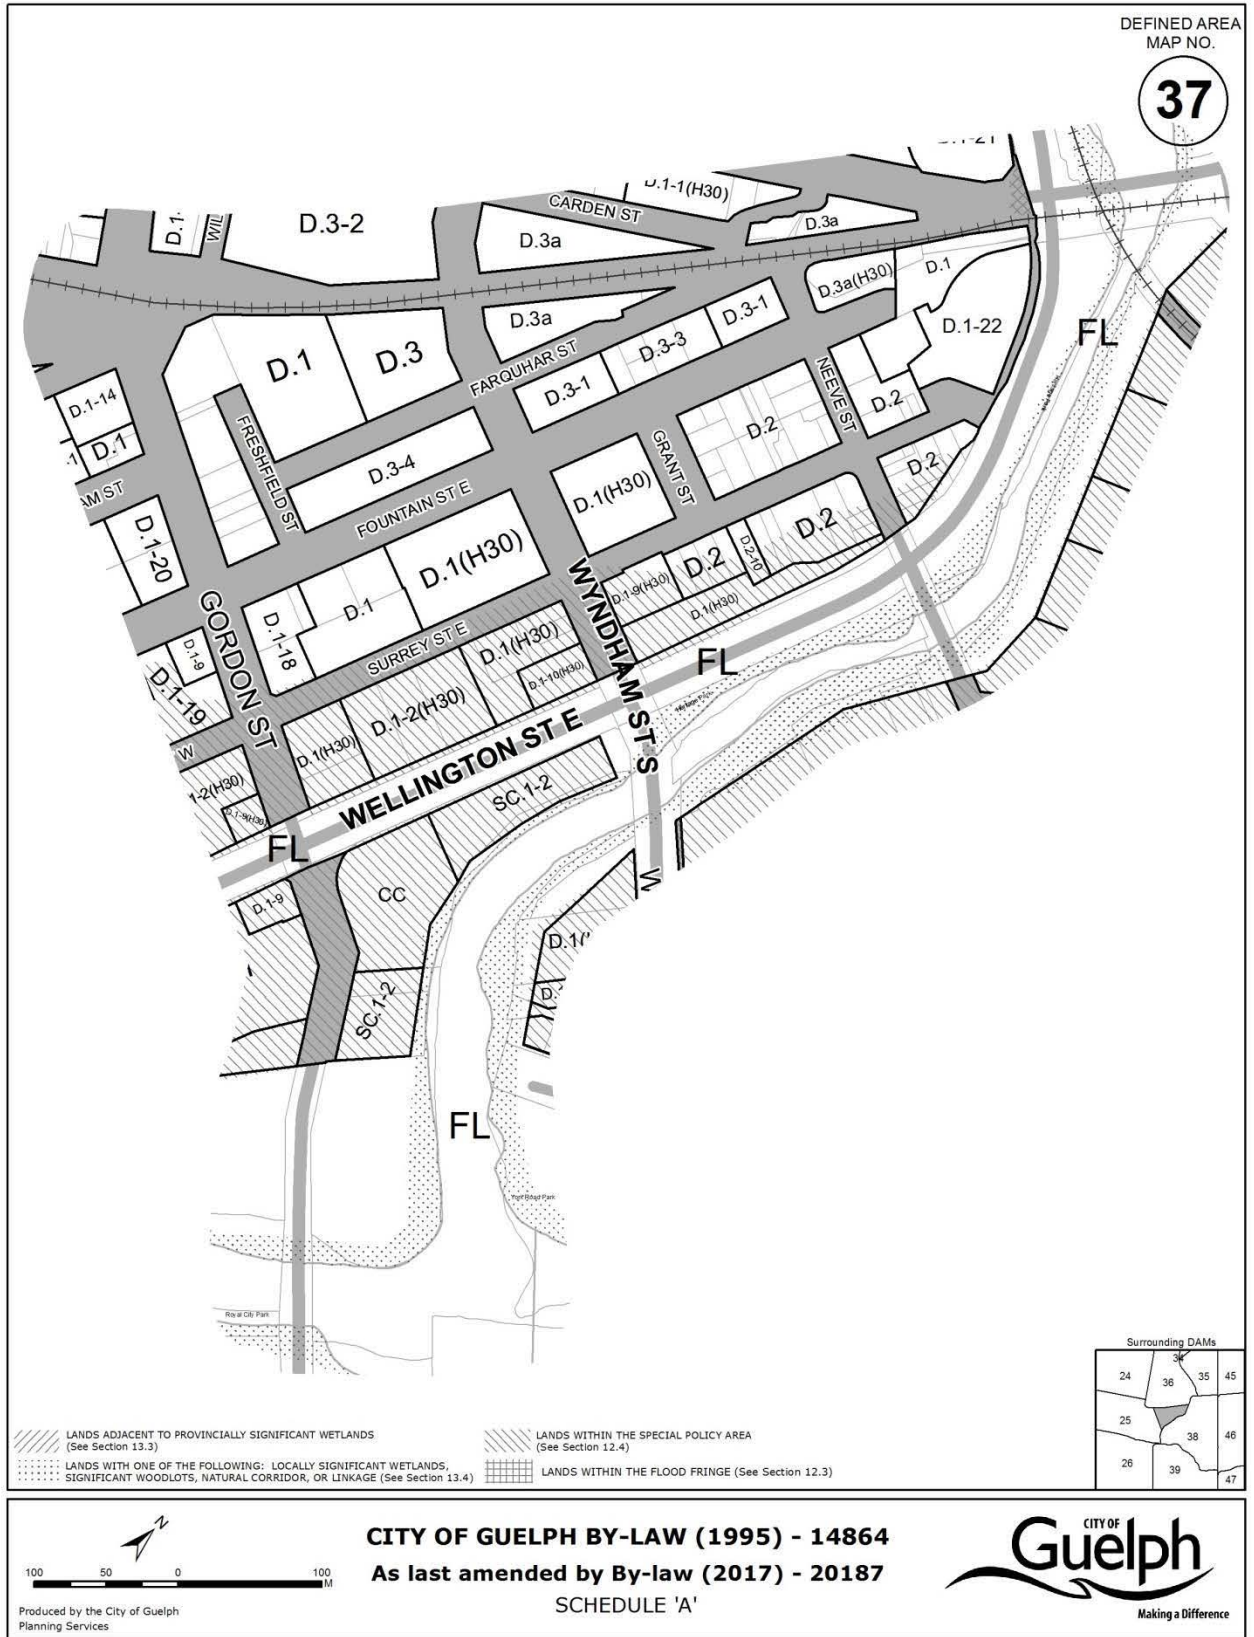 DEFINED AREA
MAP NO.
37
D.1-1(H30)
CARDEN ST
D.3-2
D.3a
D.3a
D.3a(H30)
D.1
D.3a
D.3-1
D.1-22
FL
D.1
D.3
D.3-3
FARQUHAR ST
D.3-1
NEEVE ST
D.1-14
D.1
D.2
D.2
FRESHFIELD ST
D.3-4
GRANT ST
D.2
D.1(H30)
FOUNTAIN ST E
D.1-20
D.2
D.2-10
D.2
D.1(H30)
D.1
D.1-9(H30)
D.1(H30)
WYNDHAM ST S
GORDON ST
D.1-18
SURREY ST E
D.1(H30)
D.1-10(H30)
D.1-9
D.1-19
FL
D.1-2(H30)
D.1(H30)
W
WELLINGTON ST E
SC.1-2
1-2(H30)
D.1-9(H30)
FL
CC
D.1-9
W
SC.1-2
FL
York Road Park
Royal City Park
Surrounding DAMs
34
24
36
35
45
25
38
46
26
39
47
LANDS ADJACENT TO PROVINCIALLY SIGNIFICANT WETLANDS
(See Section 13.3)
LANDS WITH ONE OF THE FOLLOWING: LOCALLY SIGNIFICANT WETLANDS,
SIGNIFICANT WOODLOTS, NATURAL CORRIDOR, OR LINKAGE (See Section 13.4)
LANDS WITHIN THE SPECIAL POLICY AREA
(See Section 12.4)
LANDS WITHIN THE FLOOD FRINGE (See Section 12.3)
N
100 50 0 100
M
Produced by the City of Guelph
Planning Services
CITY OF GUELPH BY-LAW (1995) - 14864
As last amended by By-law (2017) - 20187
SCHEDULE 'A'
CITY OF
Guelph
Making a Difference